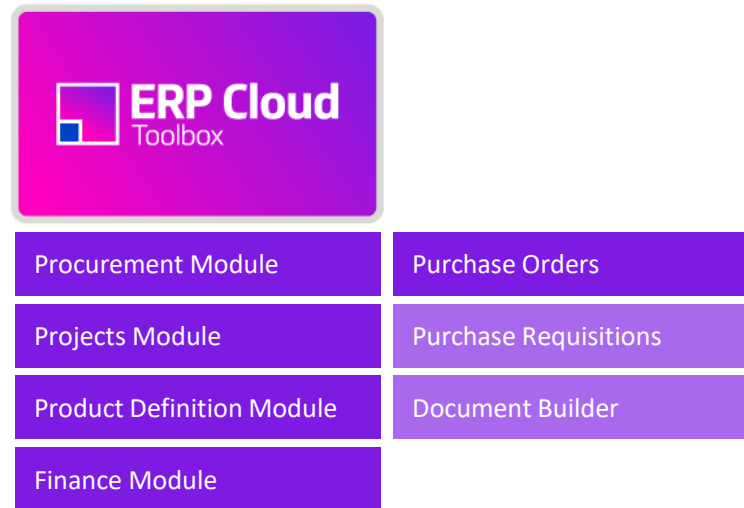 ERP Cloud
Toolbox
Procurement Module
Purchase Orders
Projects Module
Purchase Requisitions
Product Definition Module
Document Builder
Finance Module